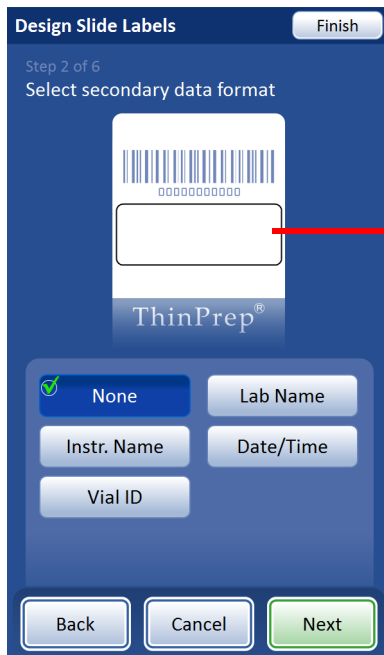 Design Slide Labels Finish
Step 2 of 6
Select secondary data format
00000000000
ThinPrep®
None Lab Name
Instr. Name Date/Time
Vial ID
Back Cancel Next